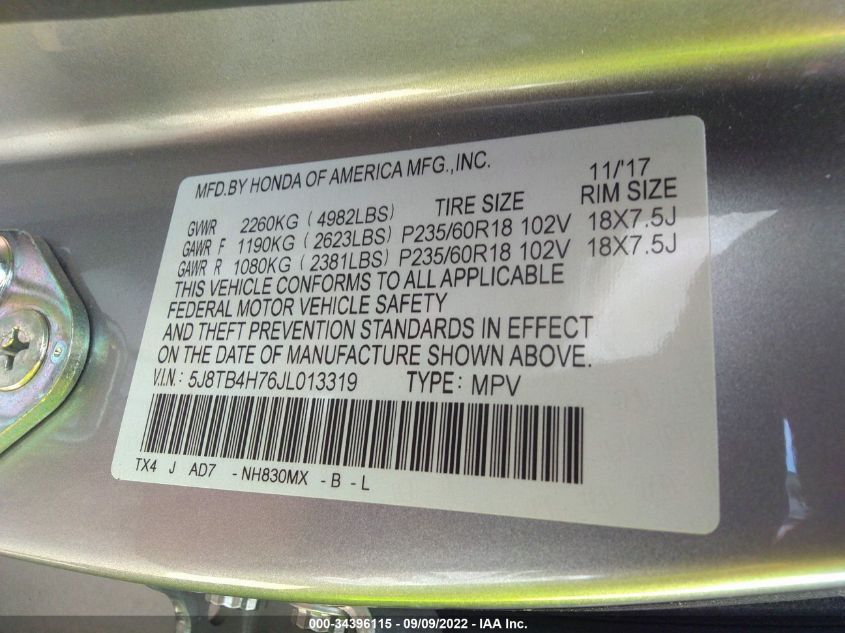 MFD.BY HONDA OF AMERICA MFG.,INC. 11/'17
TIRE SIZE RIM SIZE
GVWR 2260KG ( 4982LBS)
GAWR F 1190KG ( 2623LBS) P235/60R18 102V 18X7.5J
GAWR R 1080KG ( 2381LBS) P235/60R18 102V 18X7.5J
THIS VEHICLE CONFORMS TO ALL APPLICABLE
FEDERAL MOTOR VEHICLE SAFETY
AND THEFT PREVENTION STANDARDS IN EFFECT
ON THE DATE OF MANUFACTURE SHOWN ABOVE.
V.I.N: 5J8TB4H76JL013319 TYPE: MPV
TX4 J AD7 -NH830MX -B -L
000-34396115 - 09/09/2022 - IAA Inc.